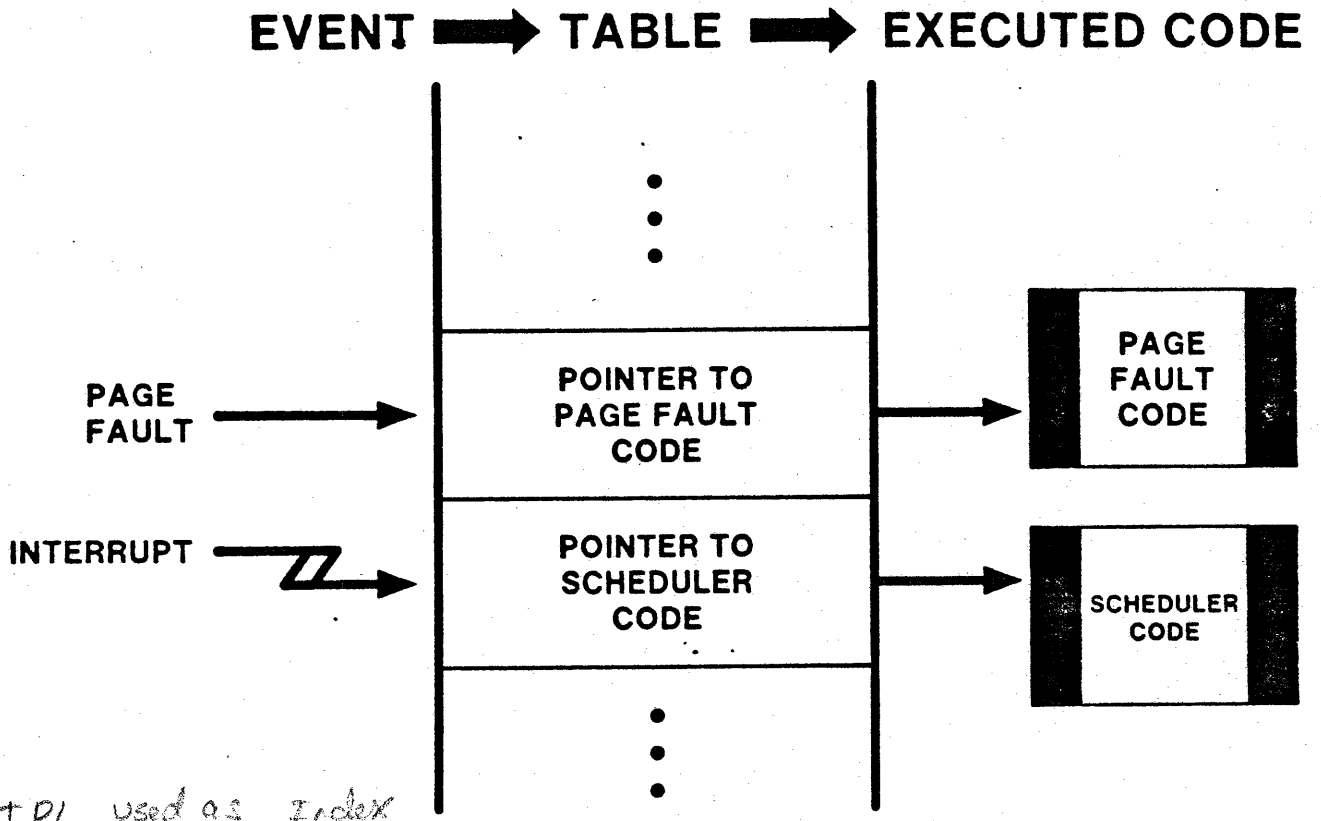 EVENT TABLE EXECUTED CODE
PAGE
FAULT
POINTER TO
PAGE FAULT
CODE
PAGE
FAULT
CODE
INTERRUPT
POINTER TO
SCHEDULER
CODE
SCHEDULER
CODE
used as Index